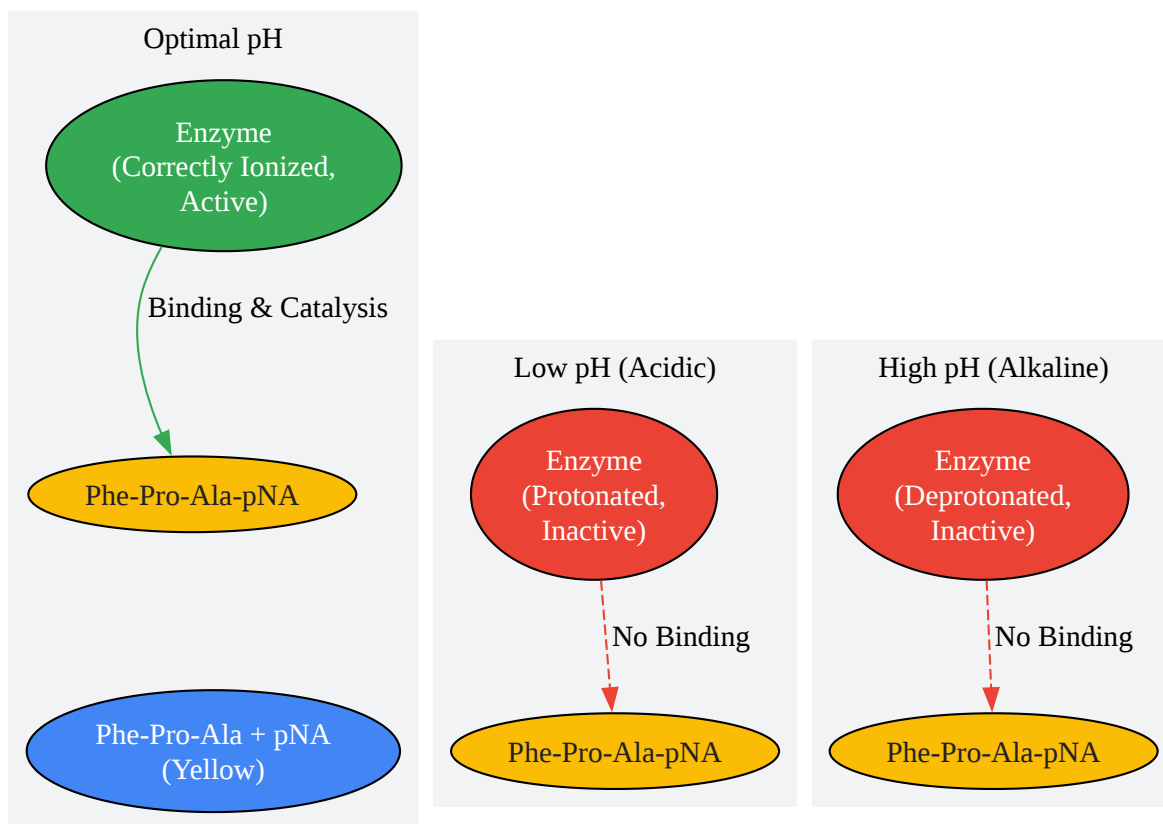 Optimal pH
Enzyme
(Correctly Ionized,
Active)
Binding & Catalysis
Phe-Pro-Ala-pNA
Phe-Pro-Ala + pNA
(Yellow)
Low pH (Acidic)
Enzyme
(Protonated,
Inactive)
No Binding
Phe-Pro-Ala-pNA
High pH (Alkaline)
Enzyme
(Deprotonated,
Inactive)
No Binding
Phe-Pro-Ala-pNA